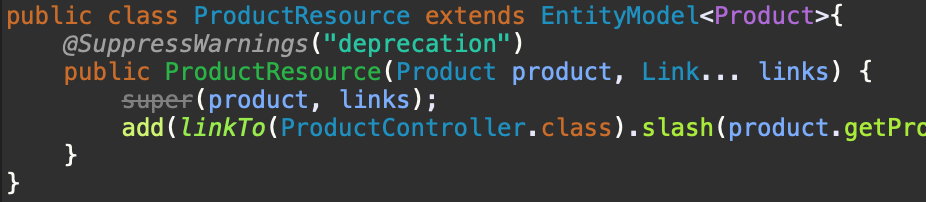 public class ProductResource extends EntityModel<Product>{
@SuppressWarnings("deprecation")
public ProductResource(Product product, Link... links) {
super(product, links);
add(linkTo(ProductController.class).slash(product.getPro
}
}